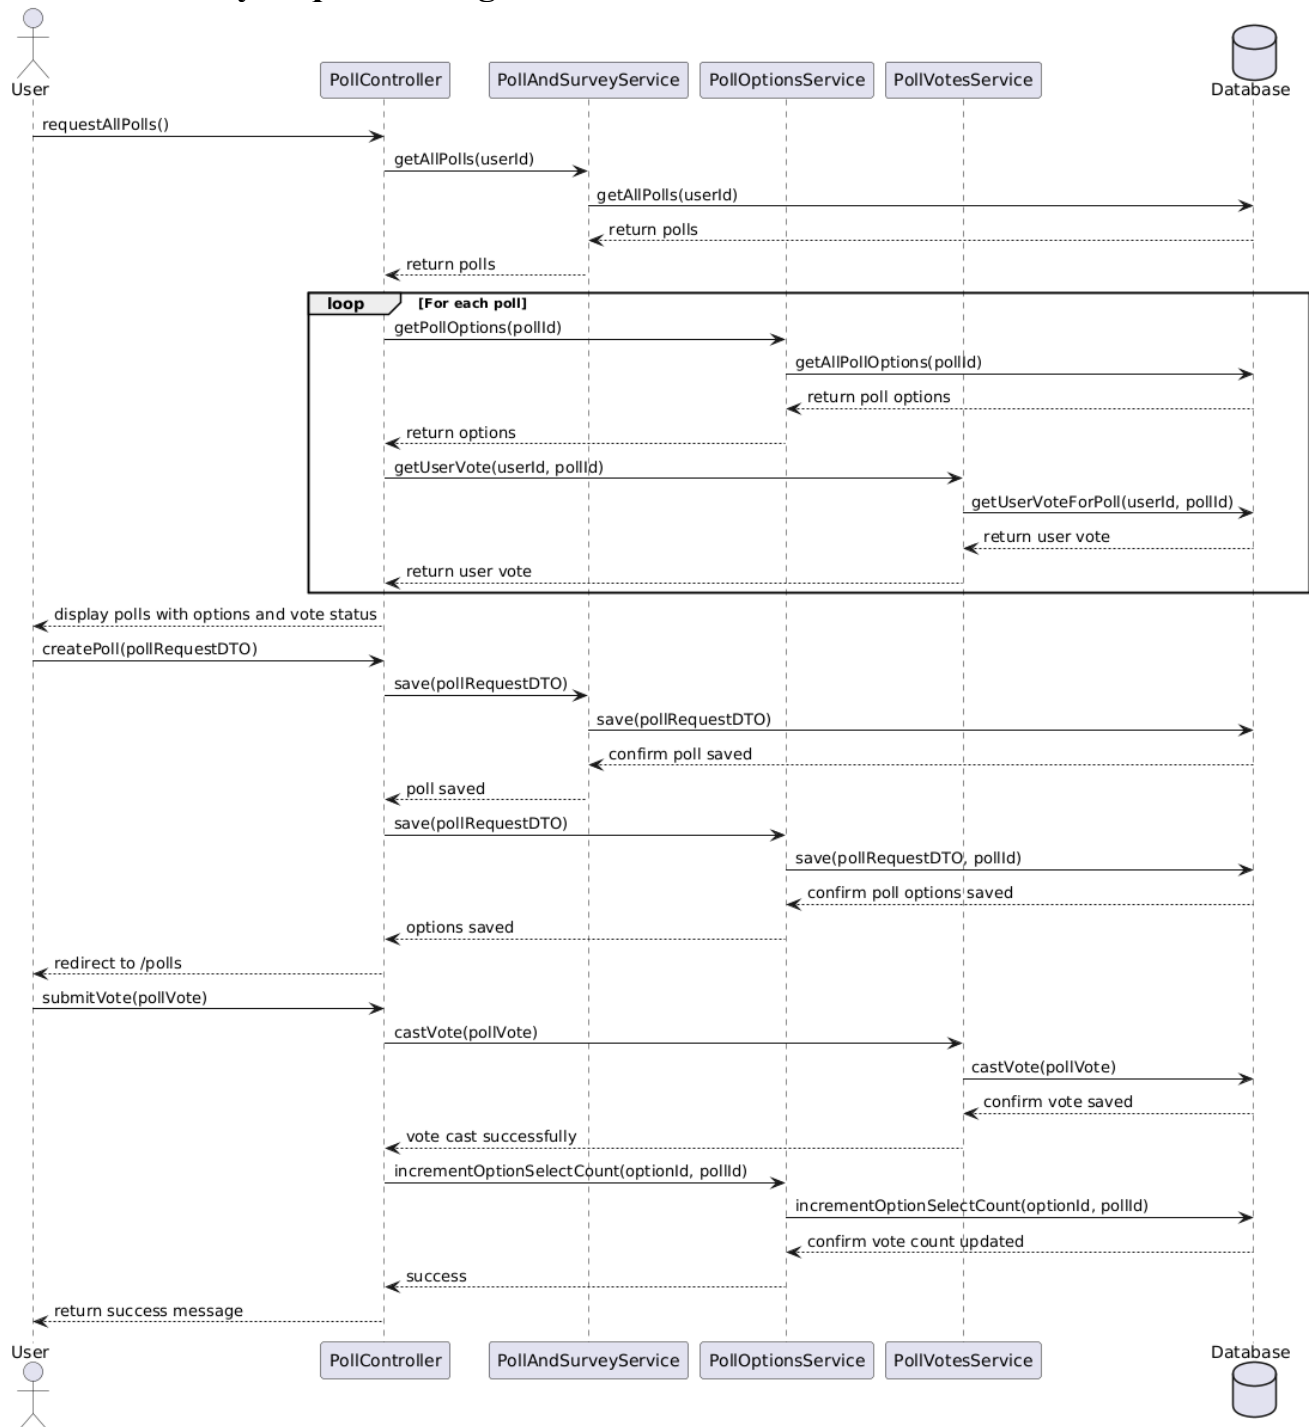 User
PollController
PollAndSurveyService
PollOptionsService
PollVotesService
Database
requestAllPolls()
getAllPolls(userId)
getAllPolls(userId)
return polls
return polls
loop [For each poll]
getPollOptions(pollId)
getAllPollOptions(pollId)
return poll options
return options
getUserVote(userId, pollId)
getUserVoteForPoll(userId, pollId)
return user vote
return user vote
display polls with options and vote status
createPoll(pollRequestDTO)
save(pollRequestDTO)
save(pollRequestDTO)
confirm poll saved
poll saved
save(pollRequestDTO)
save(pollRequestDTO, pollId)
confirm poll options saved
options saved
redirect to /polls
submitVote(pollVote)
castVote(pollVote)
castVote(pollVote)
confirm vote saved
vote cast successfully
incrementOptionSelectCount(optionId, pollId)
incrementOptionSelectCount(optionId, pollId)
confirm vote count updated
success
return success message
User
PollController
PollAndSurveyService
PollOptionsService
PollVotesService
Database